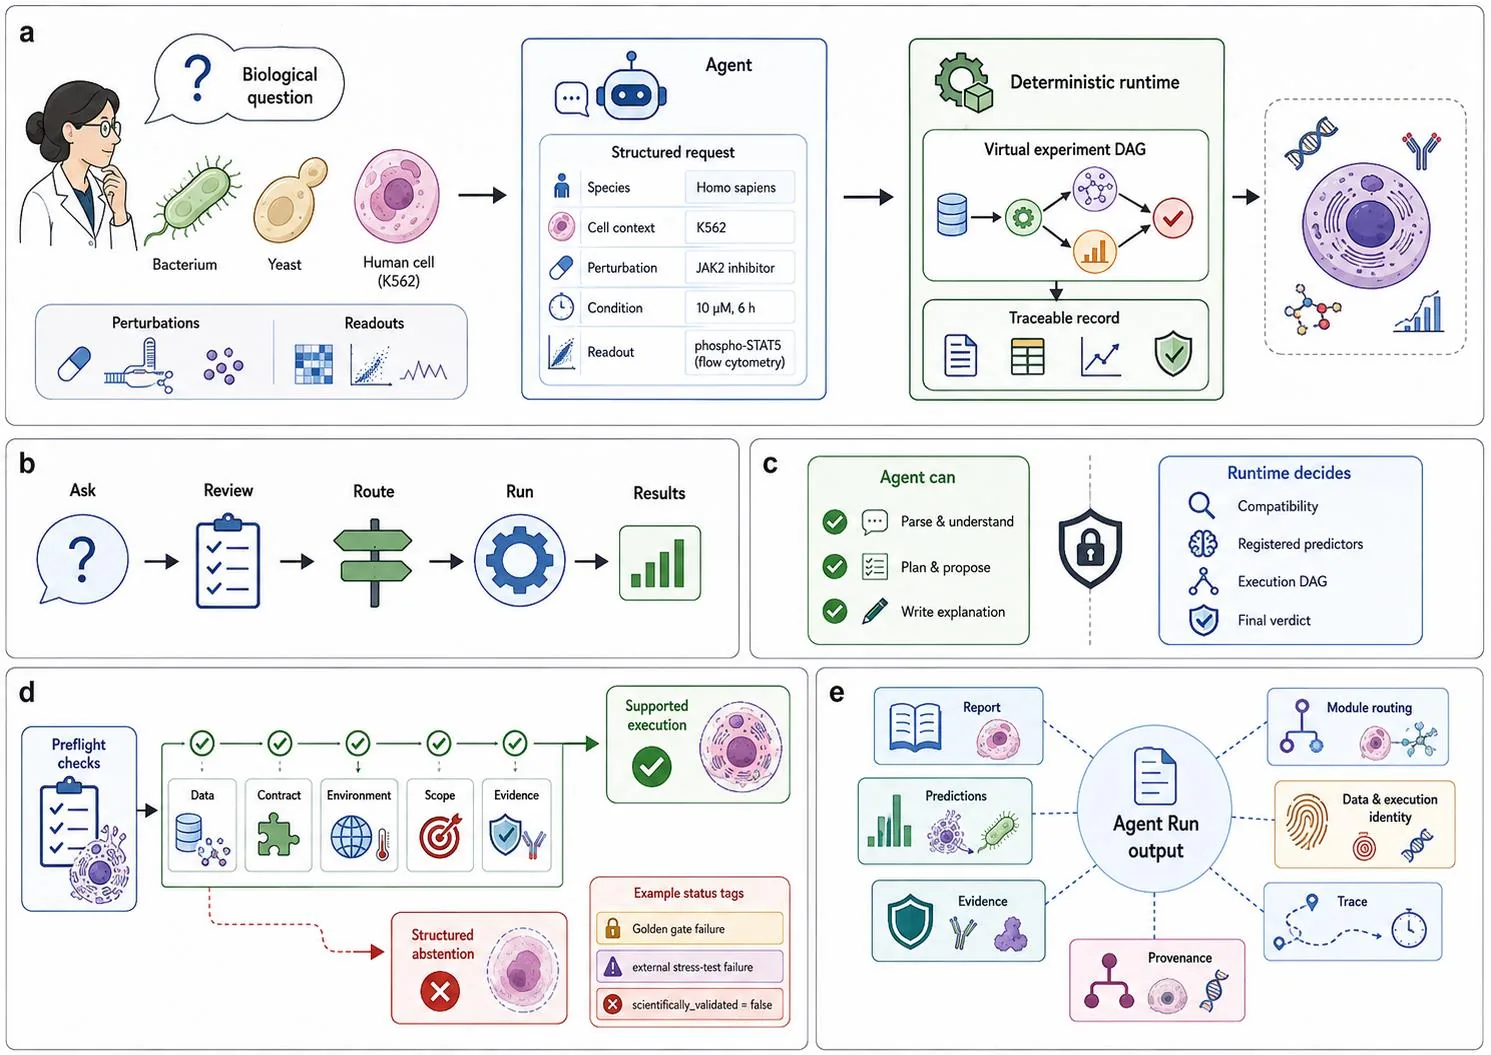 a
?
Biological
question
Bacterium
Yeast
Human cell
(K562)
Perturbations
Readouts
Agent
Structured request
Species
Homo sapiens
Cell context
K562
Perturbation
JAK2 inhibitor
Condition
10 µM, 6 h
Readout
phospho-STAT5
(flow cytometry)
Deterministic runtime
Virtual experiment DAG
Traceable record
b
Ask
Review
Route
Run
Results
?
c
Agent can
Parse & understand
Plan & propose
Write explanation
Runtime decides
Compatibility
Registered predictors
Execution DAG
Final verdict
d
Preflight
checks
Data
Contract
Environment
Scope
Evidence
Supported
execution
Structured
abstention
Example status tags
Golden gate failure
external stress-test failure
scientifically_validated = false
e
Report
Predictions
Evidence
Agent Run
output
Module routing
Data & execution
identity
Trace
Provenance